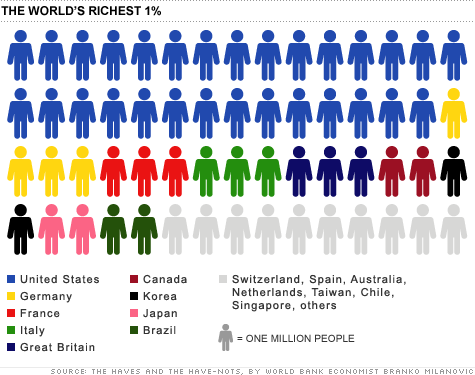 THE WORLD'S RICHEST 1%
United States
Germany
France
Italy
Great Britain
Canada
Korea
Japan
Brazil
Switzerland, Spain, Australia,
Netherlands, Taiwan, Chile,
Singapore, others
= ONE MILLION PEOPLE
SOURCE: THE HAVES AND THE HAVE-NOTS, BY WORLD BANK ECONOMIST BRANKO MILANOVIC